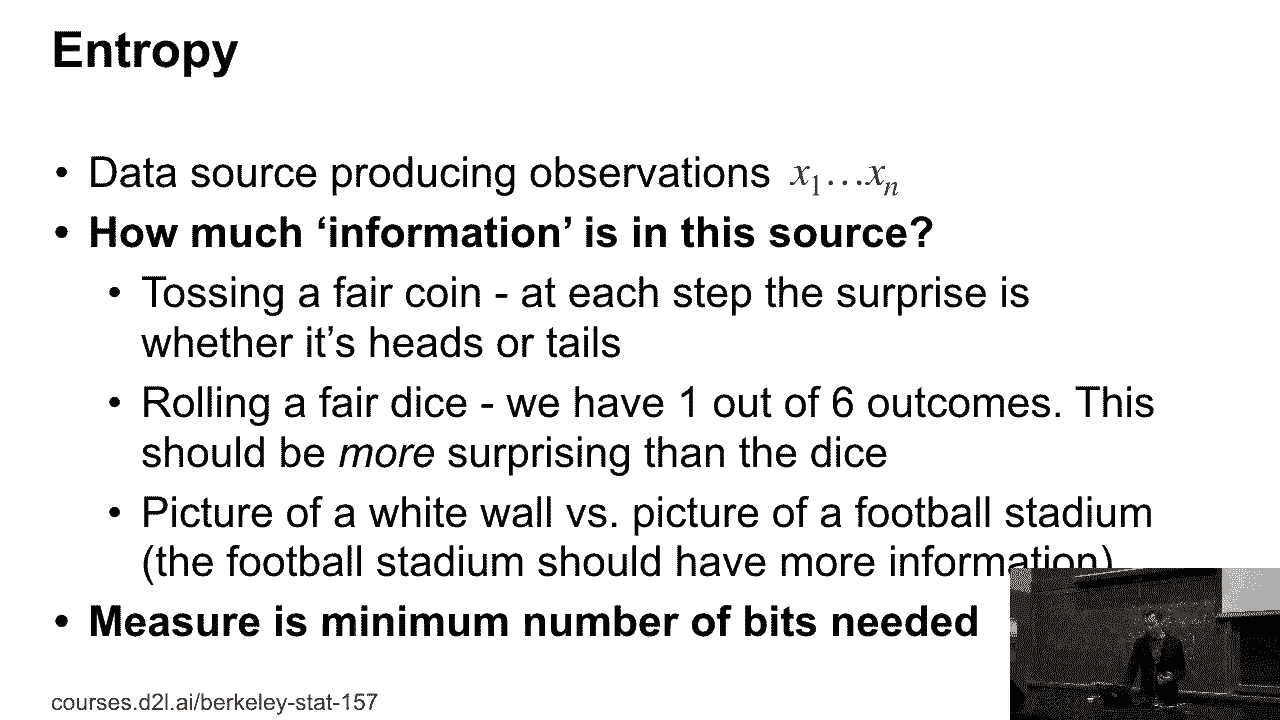 Entropy
• Data source producing observations x₁…xₙ
• How much ‘information’ is in this source?
• Tossing a fair coin - at each step the surprise is
whether it’s heads or tails
• Rolling a fair dice - we have 1 out of 6 outcomes. This
should be more surprising than the dice
• Picture of a white wall vs. picture of a football stadium
(the football stadium should have more information)
• Measure is minimum number of bits needed
courses.d2l.ai/berkeley-stat-157